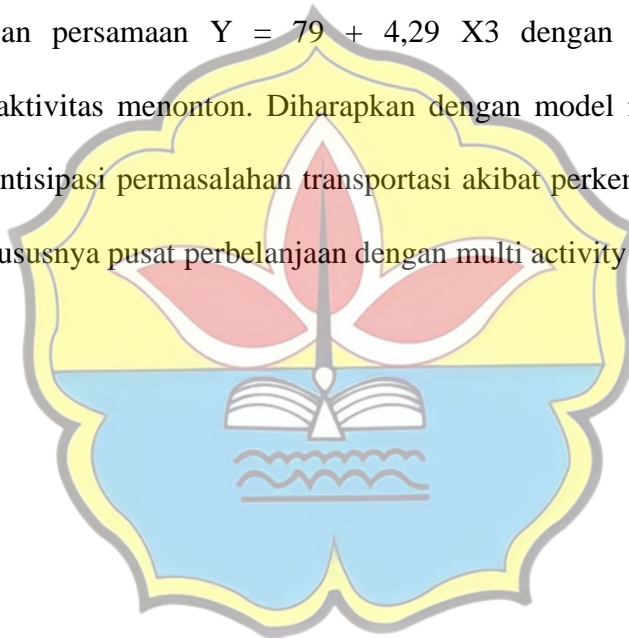 an persamaan Y = 79 + 4,29 X3 dengan
aktivitas menonton. Diharapkan dengan model
ntisipasi permasalahan transportasi akibat perke
ususnya pusat perbelanjaan dengan multi activity